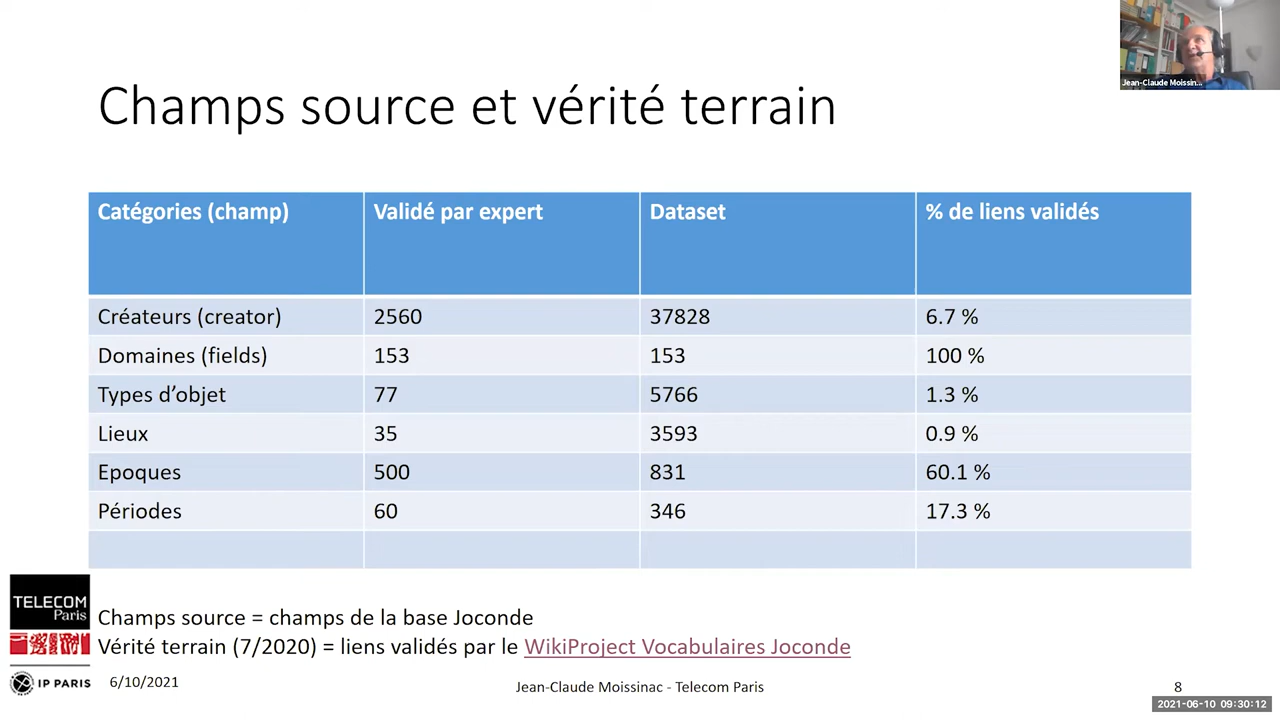 Jean-Claude Moissin...
Champs source et vérité terrain
Catégories (champ) Validé par expert Dataset % de liens validés
Créateurs (creator) 2560 37828 6.7 %
Domaines (fields) 153 153 100 %
Types d’objet 77 5766 1.3 %
Lieux 35 3593 0.9 %
Epoques 500 831 60.1 %
Périodes 60 346 17.3 %
TELECOM
Paris
Champs source = champs de la base Joconde
Vérité terrain (7/2020) = liens validés par le WikiProject Vocabulaires Joconde
IP PARIS
6/10/2021
Jean-Claude Moissinac - Telecom Paris
8
2021-06-10 09:30:12